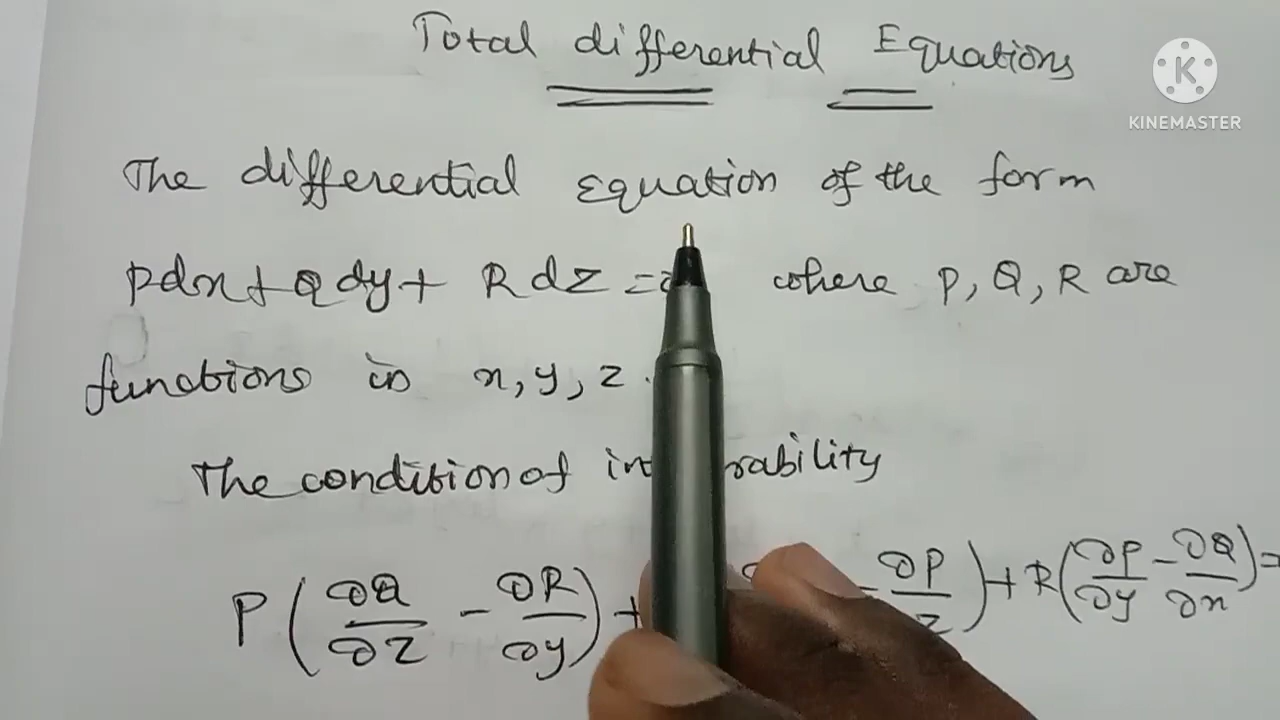 Total differential Equations
KINEMASTER
The differential Equation of the form
Pdx+Qdy+ Rdz = where P, Q, R are
functions in x, y, z.
The condition of
P(∂Q/∂z - ∂R/∂y) + - ∂P/∂z) + R(∂P/∂y - ∂Q/∂x) =